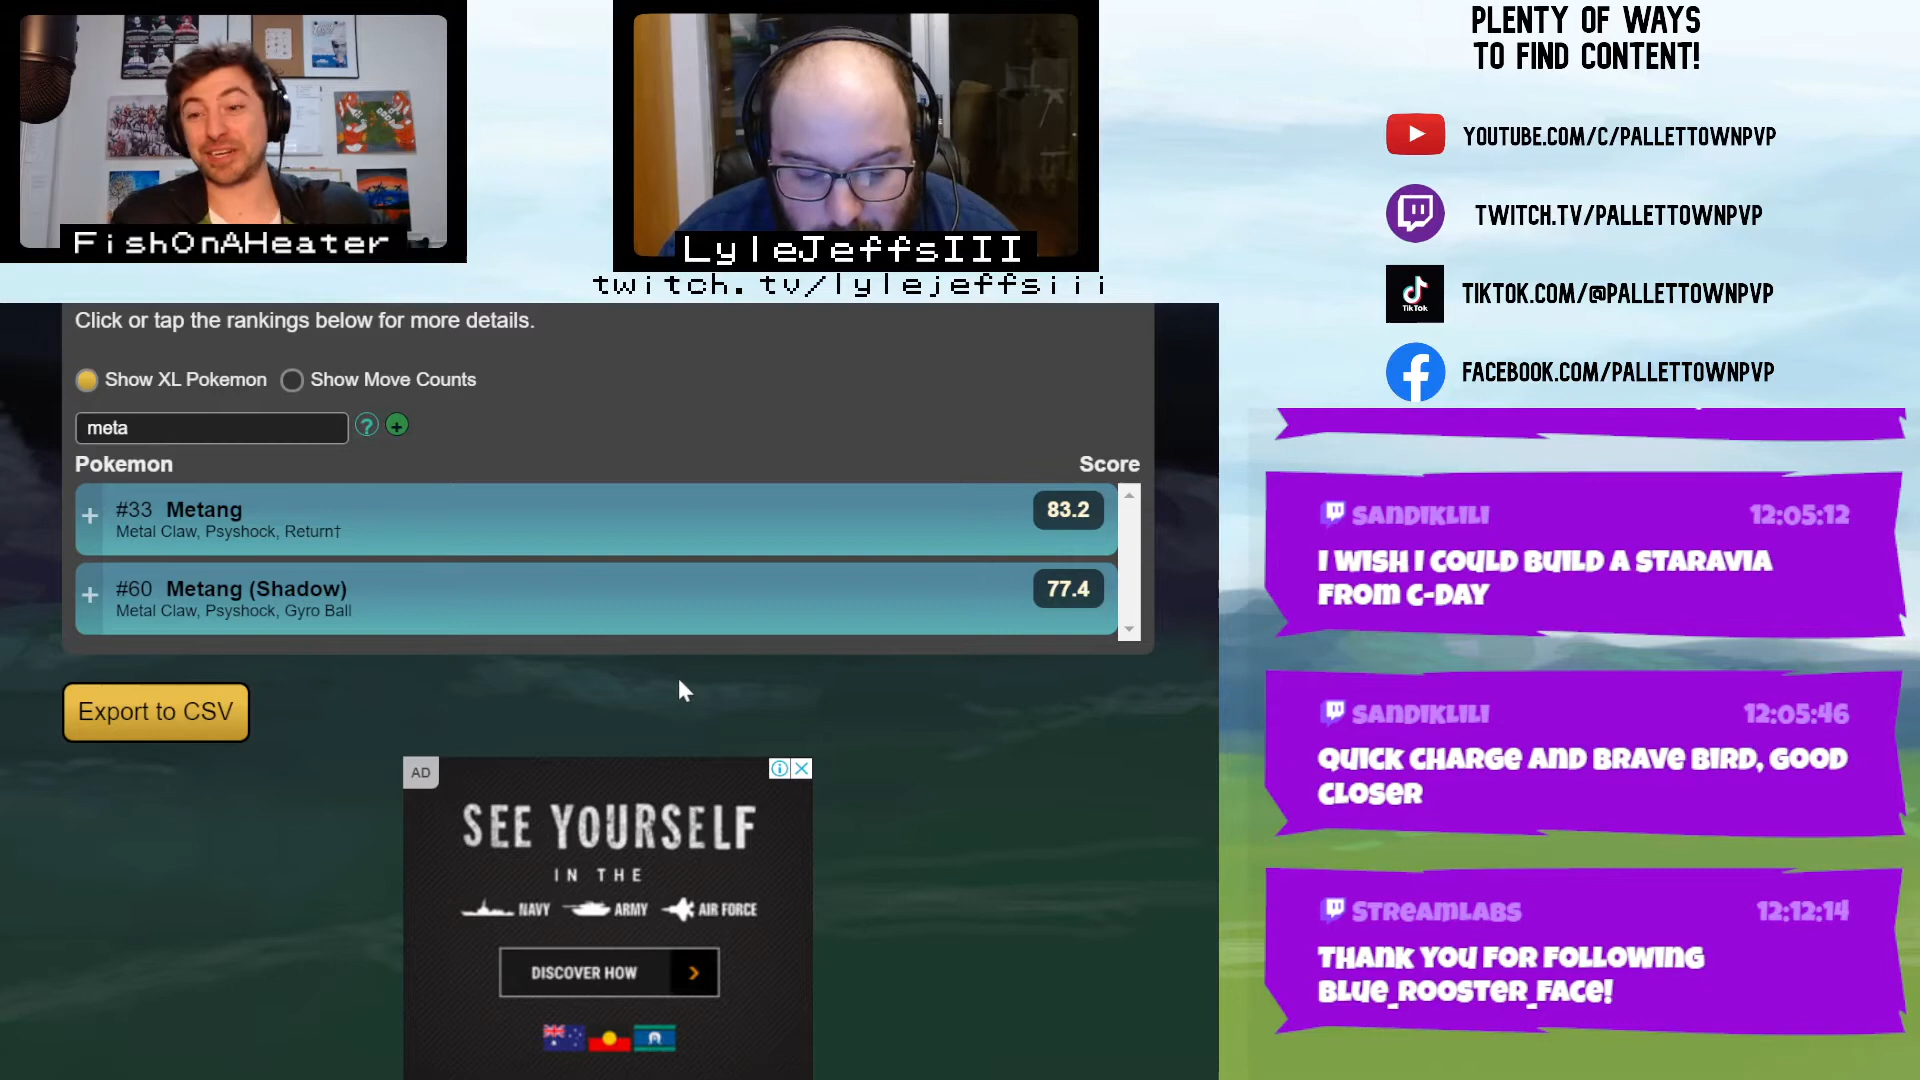 FishOnAHeater
LyleJeffsIII
twitch.tv/lylejeffsiii
PLENTY OF WAYS
TO FIND CONTENT!
YOUTUBE.COM/C/PALLETTOWNPVP
TWITCH.TV/PALLETTOWNPVP
TikTok
TIKTOK.COM/@PALLETTOWNPVP
FACEBOOK.COM/PALLETTOWNPVP
Click or tap the rankings below for more details.
Show XL Pokemon Show Move Counts
meta
? +
Pokemon Score
+ #33 Metang 83.2
Metal Claw, Psyshock, Return†
+ #60 Metang (Shadow) 77.4
Metal Claw, Psyshock, Gyro Ball
Export to CSV
AD
SEE YOURSELF
IN THE
NAVY ARMY AIR FORCE
DISCOVER HOW >
SANDIKLILI 12:05:12
I WISH I COULD BUILD A STARAVIA
FROM C-DAY
SANDIKLILI 12:05:46
QUICK CHARGE AND BRAVE BIRD, GOOD
CLOSER
STREAMLABS 12:12:14
THANK YOU FOR FOLLOWING
BLUE_ROOSTER_FACE!